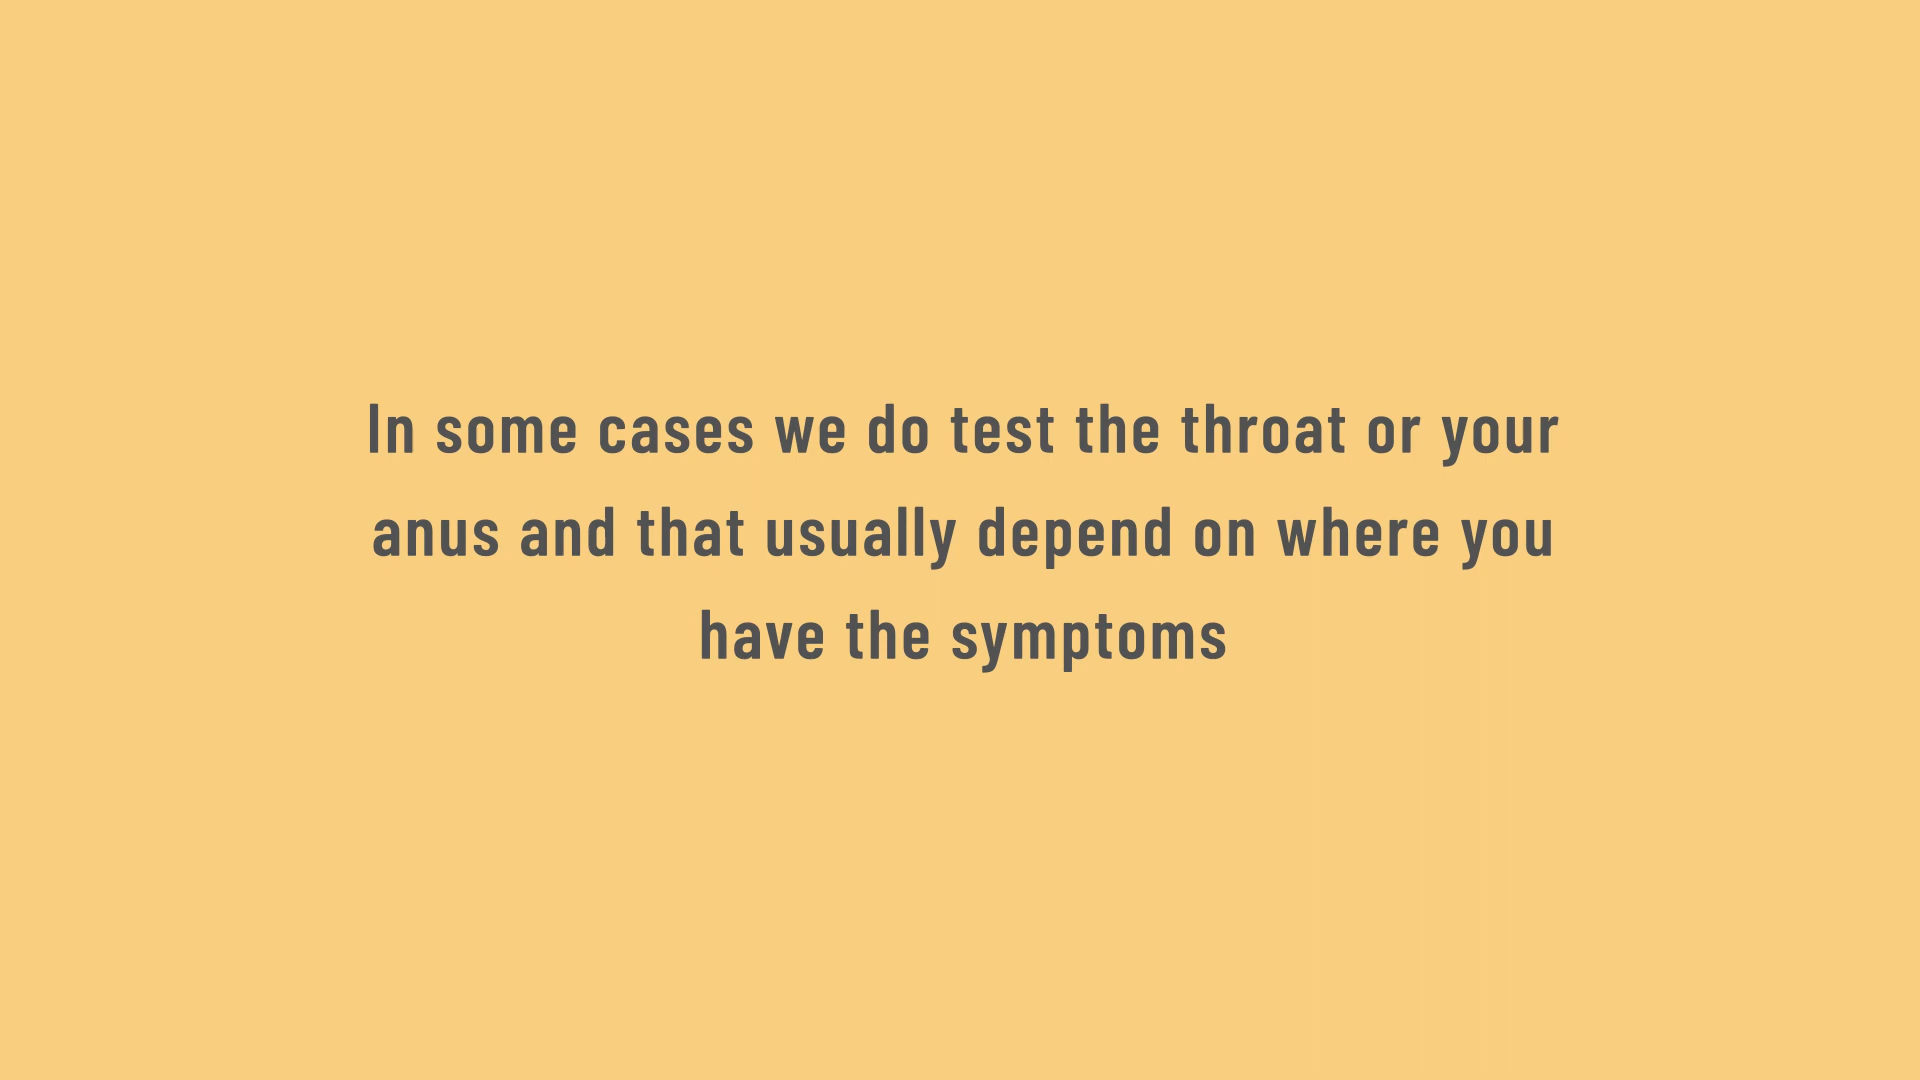 In some cases we do test the throat or your
anus and that usually depend on where you
have the symptoms